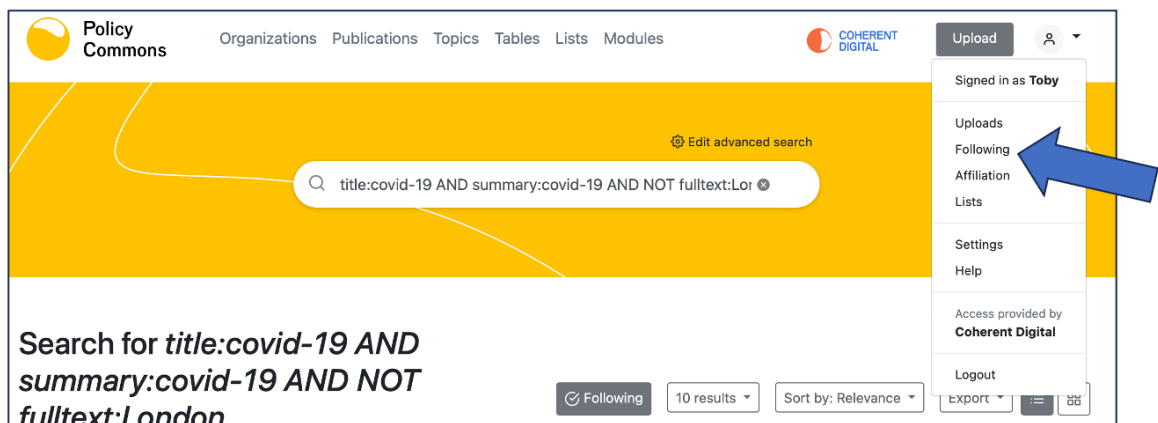 Policy
Commons
Organizations Publications Topics Tables Lists Modules
COHERENT
DIGITAL
Upload
Signed in as Toby
Uploads
Following
Affiliation
Lists
Settings
Help
Access provided by
Coherent Digital
Logout
Edit advanced search
title:covid-19 AND summary:covid-19 AND NOT fulltext:Lor
Search for title:covid-19 AND
summary:covid-19 AND NOT
fulltext:London
Following
10 results
Sort by: Relevance
Export